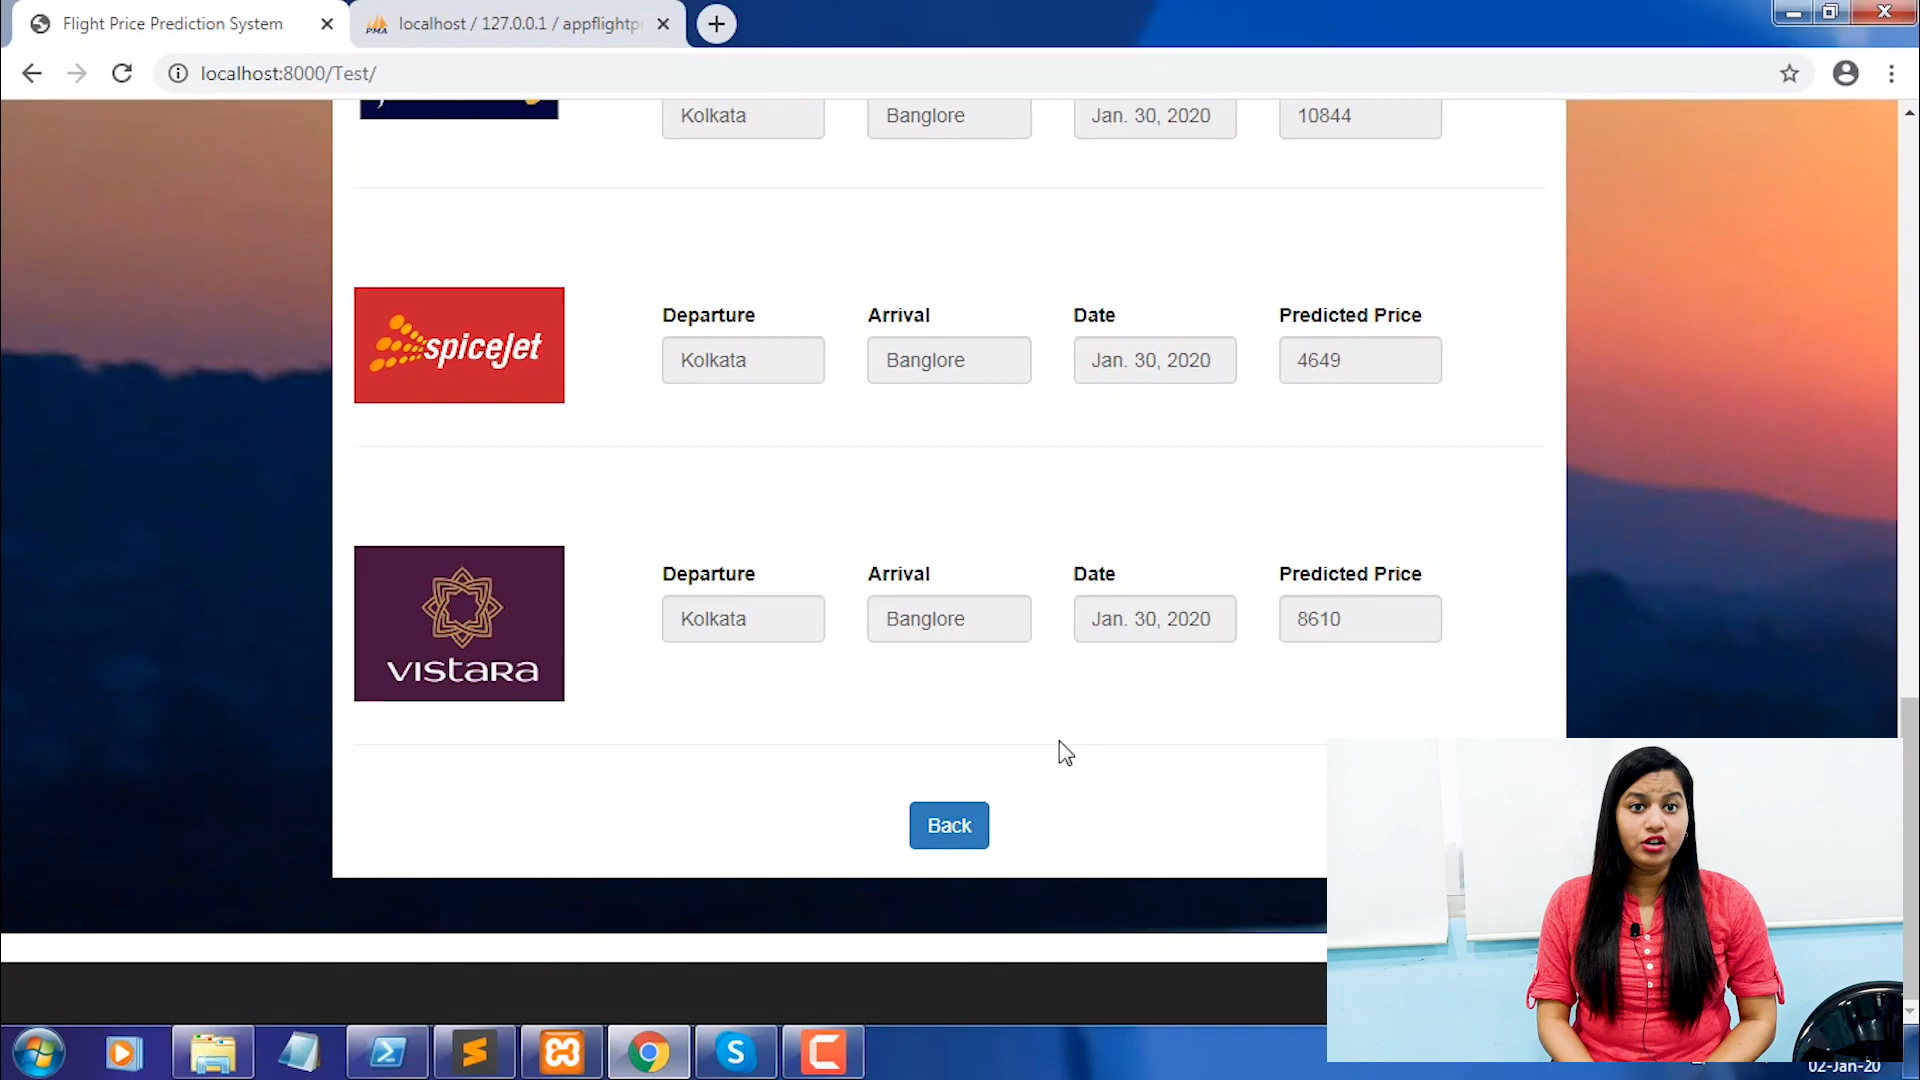 Flight Price Prediction System
PMA
localhost / 127.0.0.1 / appflightp
localhost:8000/Test/
Kolkata Banglore Jan. 30, 2020 10844
spiceJet
Departure Arrival Date Predicted Price
Kolkata Banglore Jan. 30, 2020 4649
vistara
Departure Arrival Date Predicted Price
Kolkata Banglore Jan. 30, 2020 8610
Back
S
C
02-Jan-20